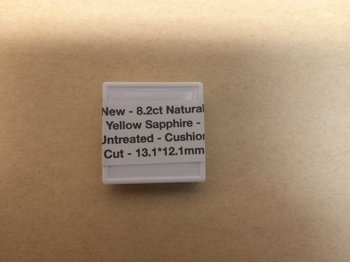 New - 8.2ct Natural
Yellow Sapphire -
Untreated - Cushion
Cut - 13.1*12.1mm